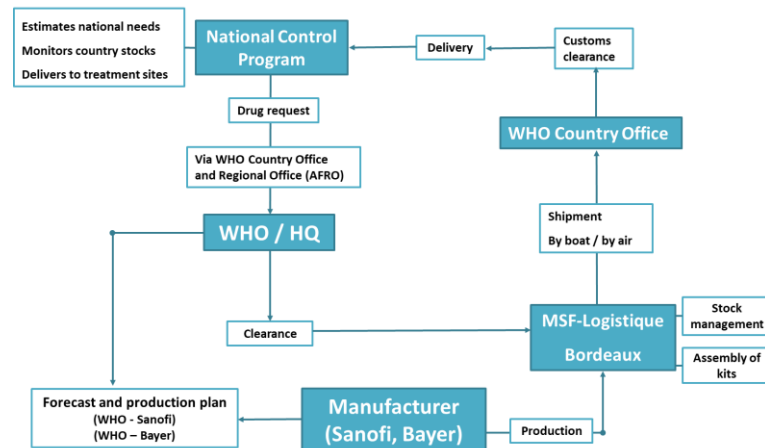 Estimates national needs
Monitors country stocks
Delivers to treatment sites
National Control
Program
Delivery
Customs
clearance
Drug request
WHO Country Office
Via WHO Country Office
and Regional Office (AFRO)
Shipment
By boat / by air
WHO / HQ
Clearance
MSF-Logistique
Bordeaux
Stock
management
Assembly of
kits
Forecast and production plan
(WHO - Sanofi)
(WHO – Bayer)
Manufacturer
(Sanofi, Bayer)
Production